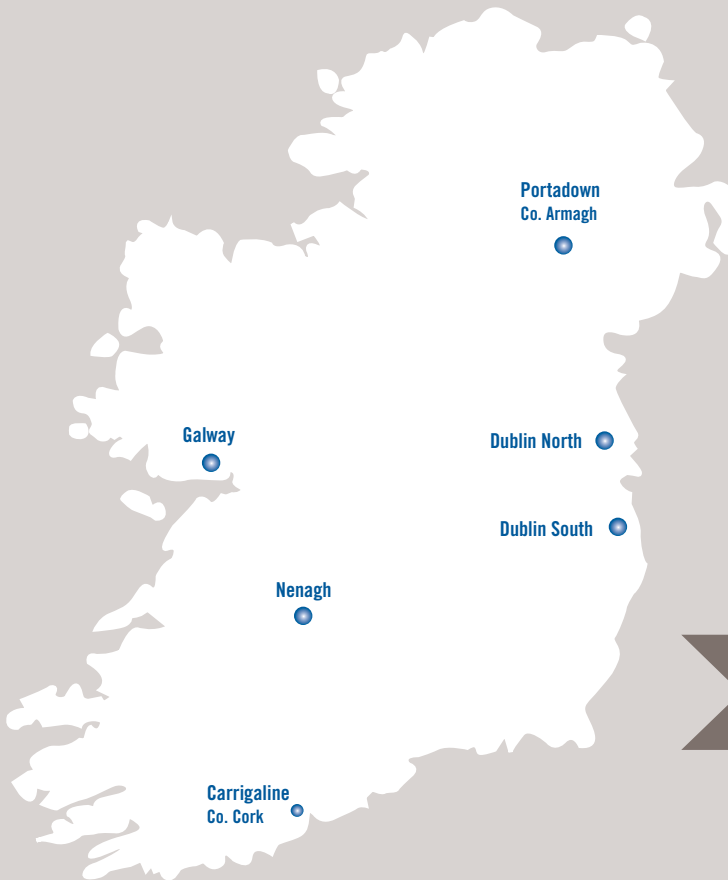 Portadown
Co. Armagh
Galway
Dublin North
Dublin South
Nenagh
Carrigaline
Co. Cork